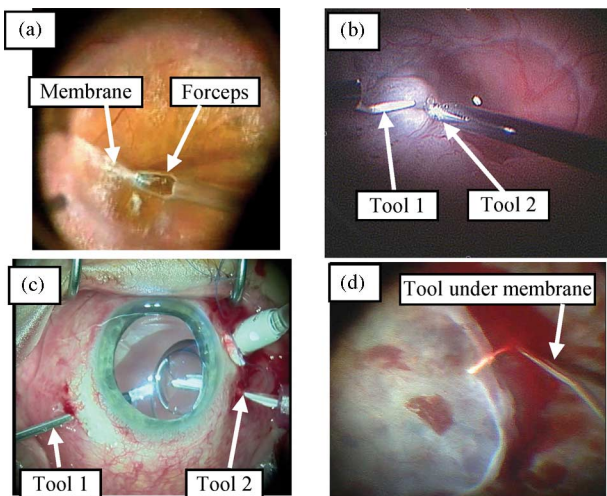 (a)
Membrane
Forceps
(b)
Tool 1
Tool 2
(c)
Tool 1
Tool 2
(d)
Tool under membrane